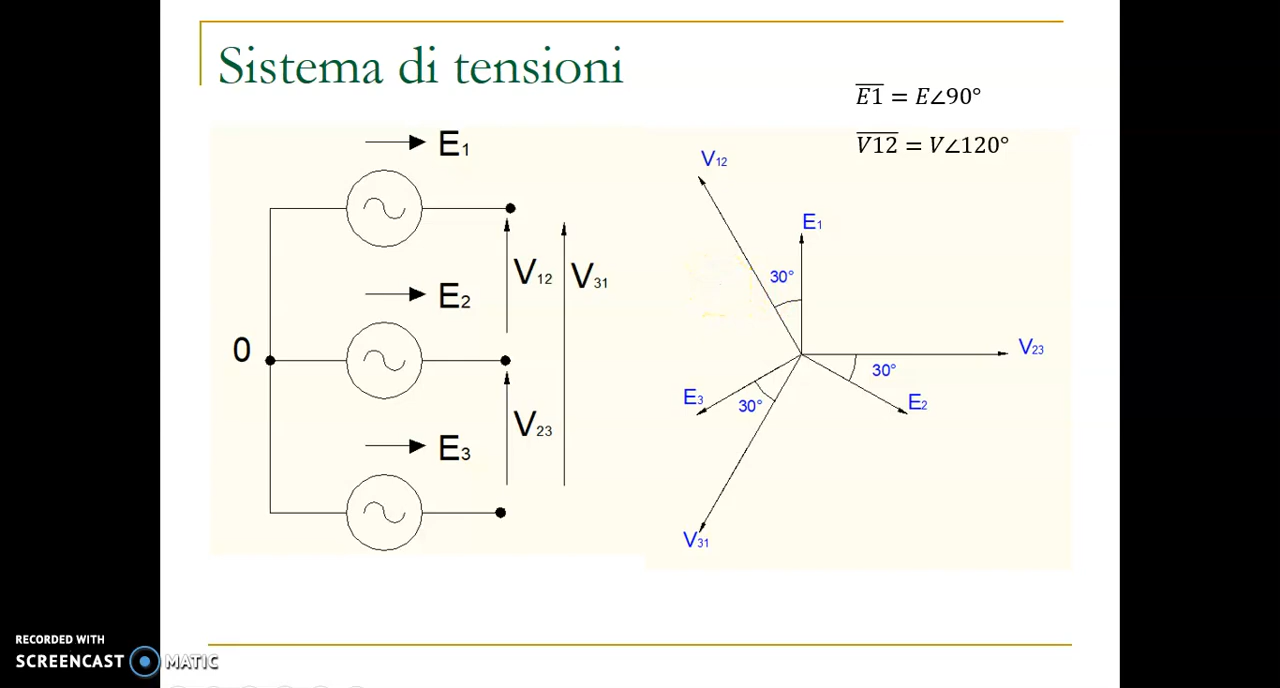 Sistema di tensioni
E1 = E∠90°
V12 = V∠120°
E1
V12
V31
E2
0
V23
E3
V12
E1
30°
V23
30°
E2
E3
30°
V31
RECORDED WITH
SCREENCAST MATIC